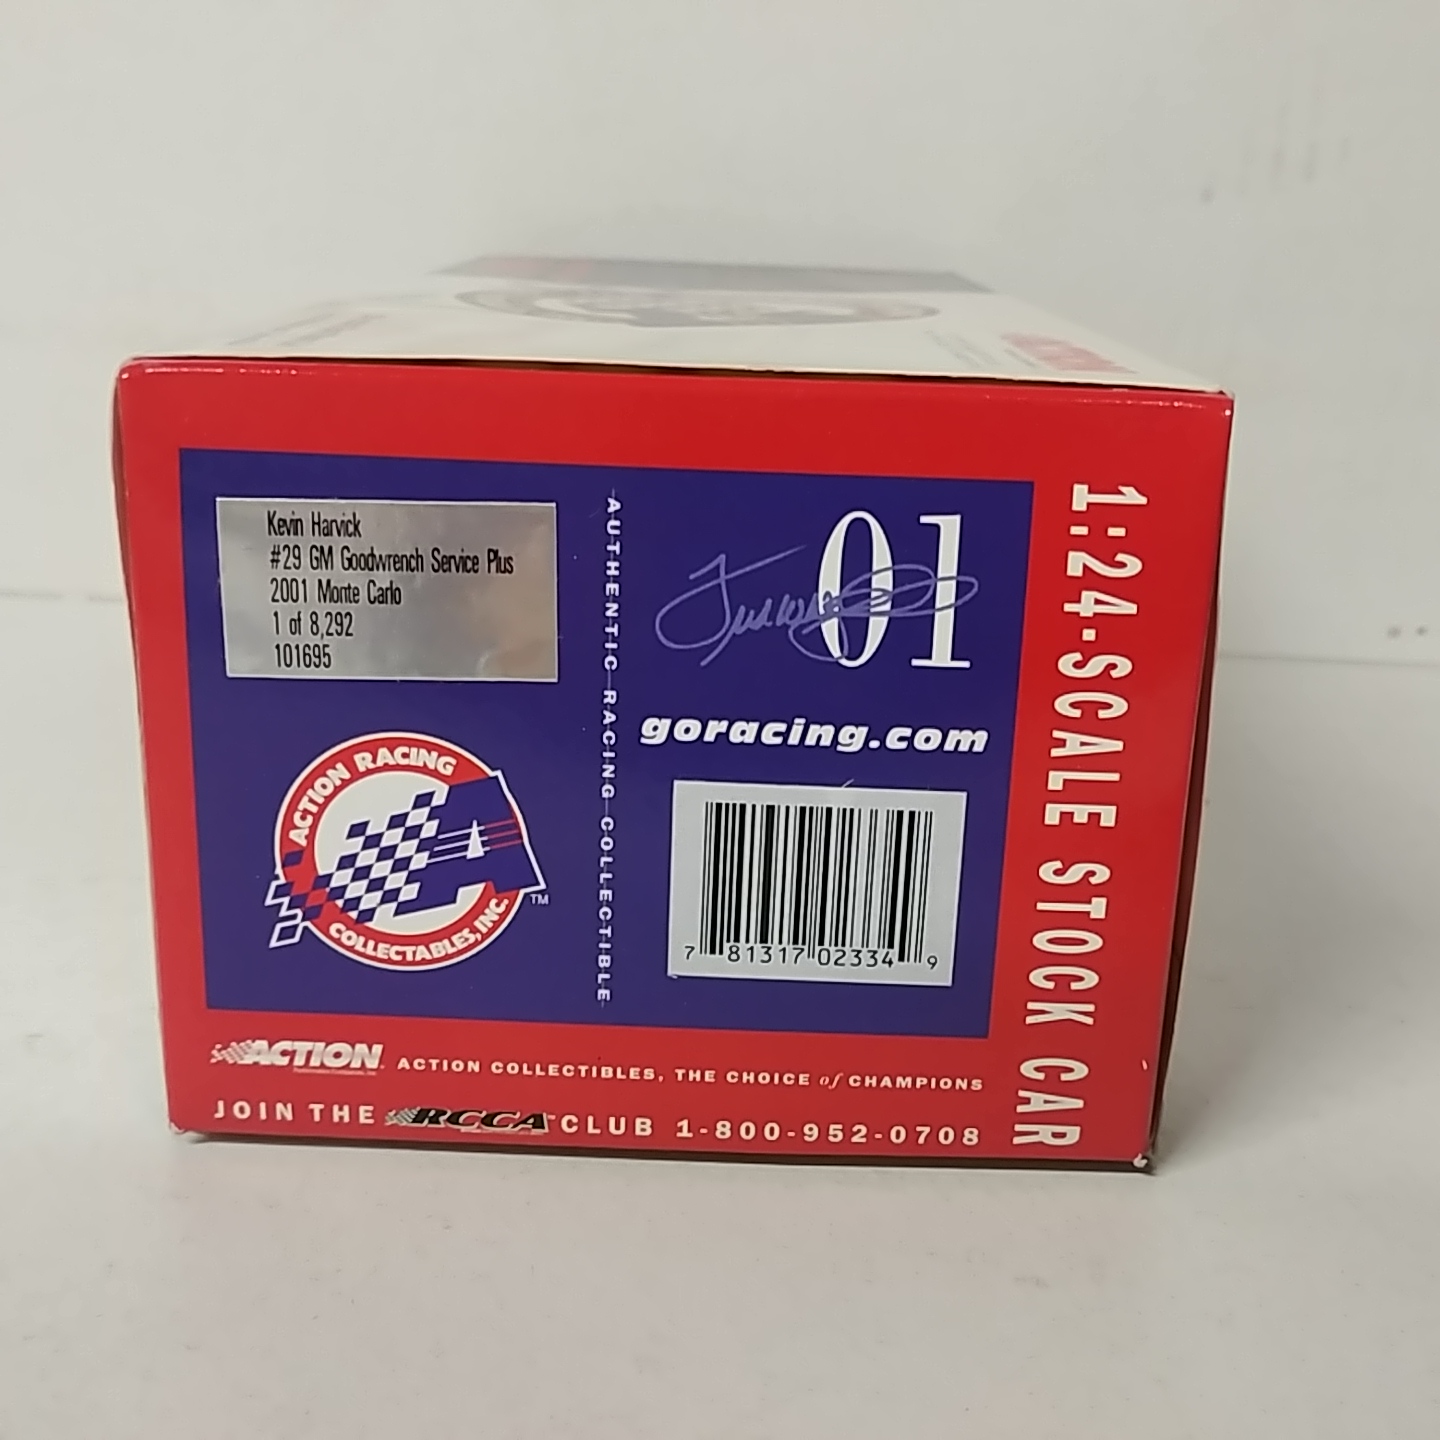 Kevin Harvick
#29 GM Goodwrench Service Plus
2001 Monte Carlo
1 of 8,292
101695
ACTION RACING
COLLECTABLES, INC.
TM
AUTHENTIC RACING COLLECTIBLE
01
goracing.com
7 81317 02334 9
1:24-SCALE STOCK CAR
ACTION
ACTION COLLECTIBLES, THE CHOICE of CHAMPIONS
JOIN THE RCCA CLUB 1-800-952-0708